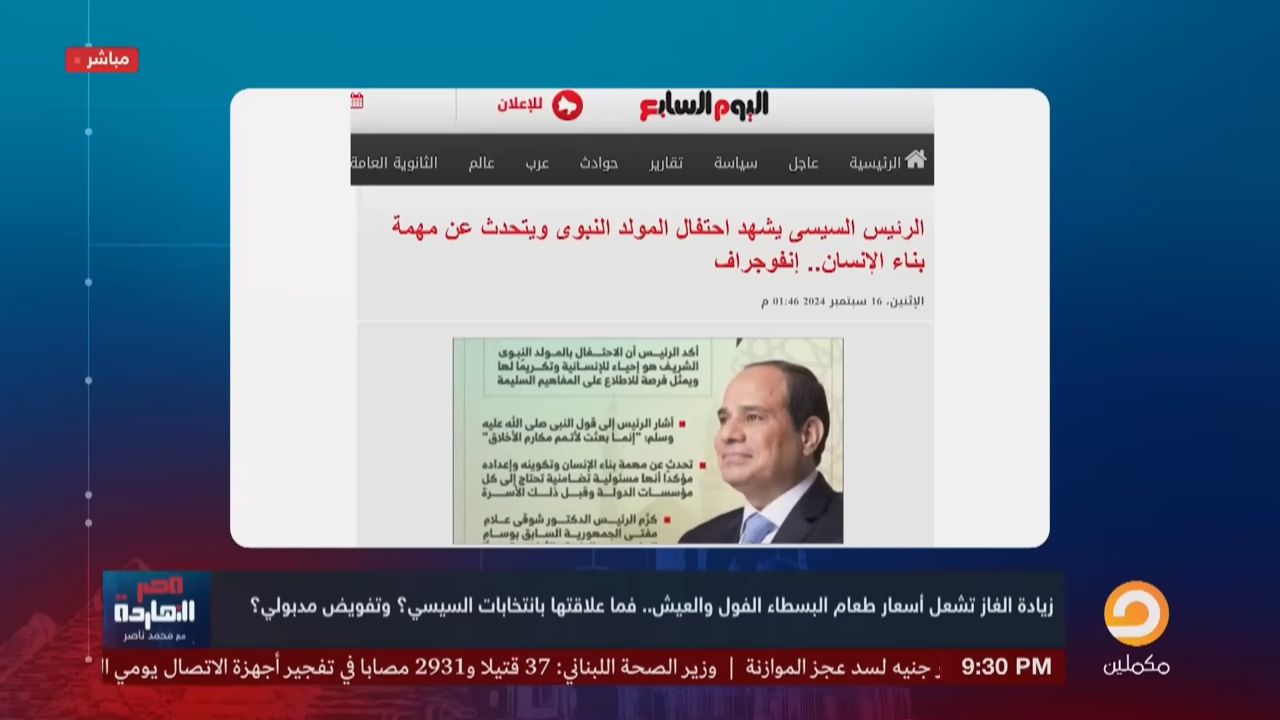 مباشر
اليوم السابع
للإعلان
الرئيسية عاجل سياسة تقارير حوادث عرب عالم الثانوية العامة
الرئيس السيسى يشهد احتفال المولد النبوى ويتحدث عن مهمة
بناء الإنسان.. إنفوجراف
الإثنين، 16 سبتمبر 2024 01:46 م
أكد الرئيس أن الاحتفال بالمولد النبوى
الشريف هو إحياء للإنسانية وتكريمًا لها
ويمثل فرصة للاطلاع على المفاهيم السليمة
أشار الرئيس إلى قول النبى صلى الله عليه
وسلم: "إنما بعثت لأتمم مكارم الأخلاق"
تحدث عن مهمة بناء الإنسان وتكوينه وإعداده
مؤكدًا أنها مسئولية تضامنية تحتاج إلى كل
مؤسسات الدولة وقبل ذلك الأسرة
كرّم الرئيس الدكتور شوقى علام
مفتى الجمهورية السابق بوسام
مصر
النهاردة
مع محمد ناصر
زيادة الغاز تشعل أسعار طعام البسطاء الفول والعيش.. فما علاقتها بانتخابات السيسي؟ وتفويض مدبولي؟
مكملين
9:30 PM
جنيه لسد عجز الموازنة | وزير الصحة اللبناني: 37 قتيلا و2931 مصابا في تفجير أجهزة الاتصال يومي